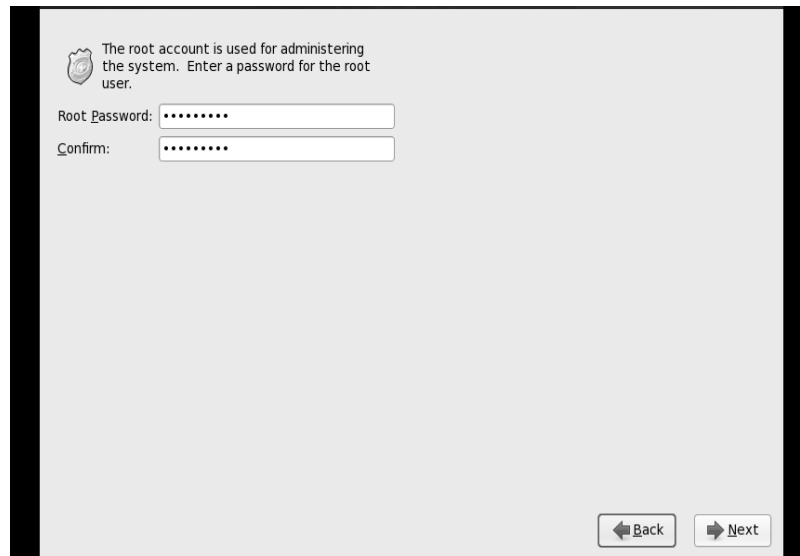 The root account is used for administering
the system.  Enter a password for the root
user.
Root Password: •••••••••
Confirm: •••••••••
Back
Next